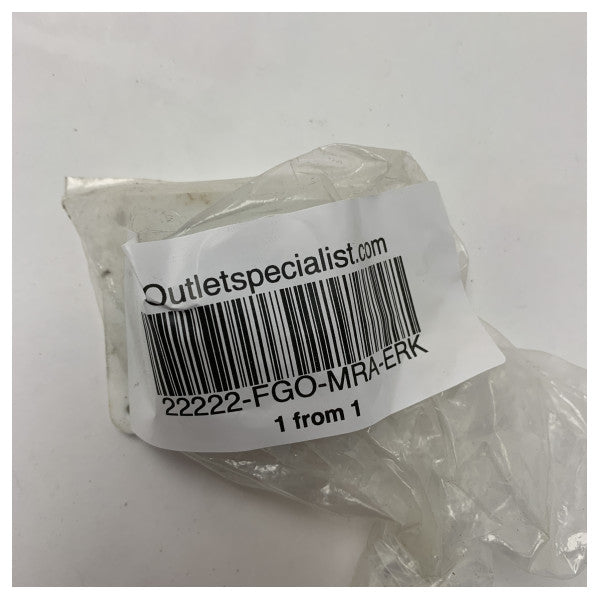 Outletspecialist.com
22222-FGO-MRA-ERK
1 from 1